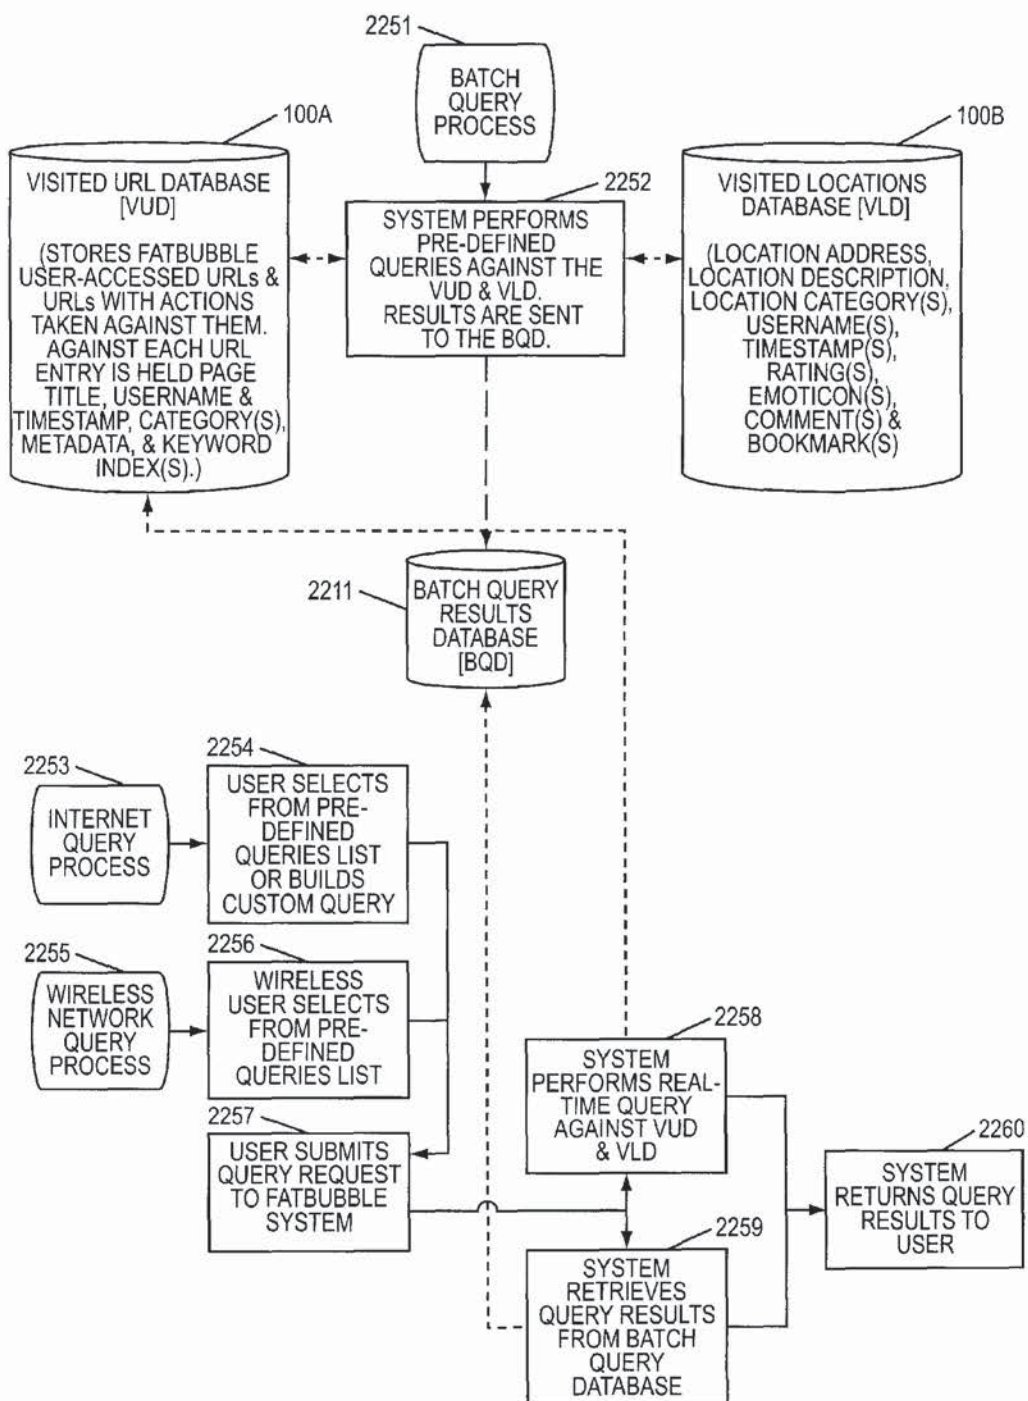 2251
BATCH
QUERY
PROCESS
100A
VISITED URL DATABASE
[VUD]
(STORES FATBUBBLE
USER-ACCESSED URLs &
URLs WITH ACTIONS
TAKEN AGAINST THEM.
AGAINST EACH URL
ENTRY IS HELD PAGE
TITLE, USERNAME &
TIMESTAMP, CATEGORY(S),
METADATA, & KEYWORD
INDEX(S).)
2252
SYSTEM PERFORMS
PRE-DEFINED
QUERIES AGAINST THE
VUD & VLD.
RESULTS ARE SENT
TO THE BQD.
100B
VISITED LOCATIONS
DATABASE [VLD]
(LOCATION ADDRESS,
LOCATION DESCRIPTION,
LOCATION CATEGORY(S),
USERNAME(S),
TIMESTAMP(S),
RATING(S),
EMOTICON(S),
COMMENT(S) &
BOOKMARK(S)
2211
BATCH QUERY
RESULTS
DATABASE
[BQD]
2253
INTERNET
QUERY
PROCESS
2254
USER SELECTS
FROM PRE-
DEFINED
QUERIES LIST
OR BUILDS
CUSTOM QUERY
2255
WIRELESS
NETWORK
QUERY
PROCESS
2256
WIRELESS
USER SELECTS
FROM PRE-
DEFINED
QUERIES LIST
2257
USER SUBMITS
QUERY REQUEST
TO FATBUBBLE
SYSTEM
2258
SYSTEM
PERFORMS REAL-
TIME QUERY
AGAINST VUD
& VLD
2259
SYSTEM
RETRIEVES
QUERY RESULTS
FROM BATCH
QUERY
DATABASE
2260
SYSTEM
RETURNS QUERY
RESULTS TO
USER